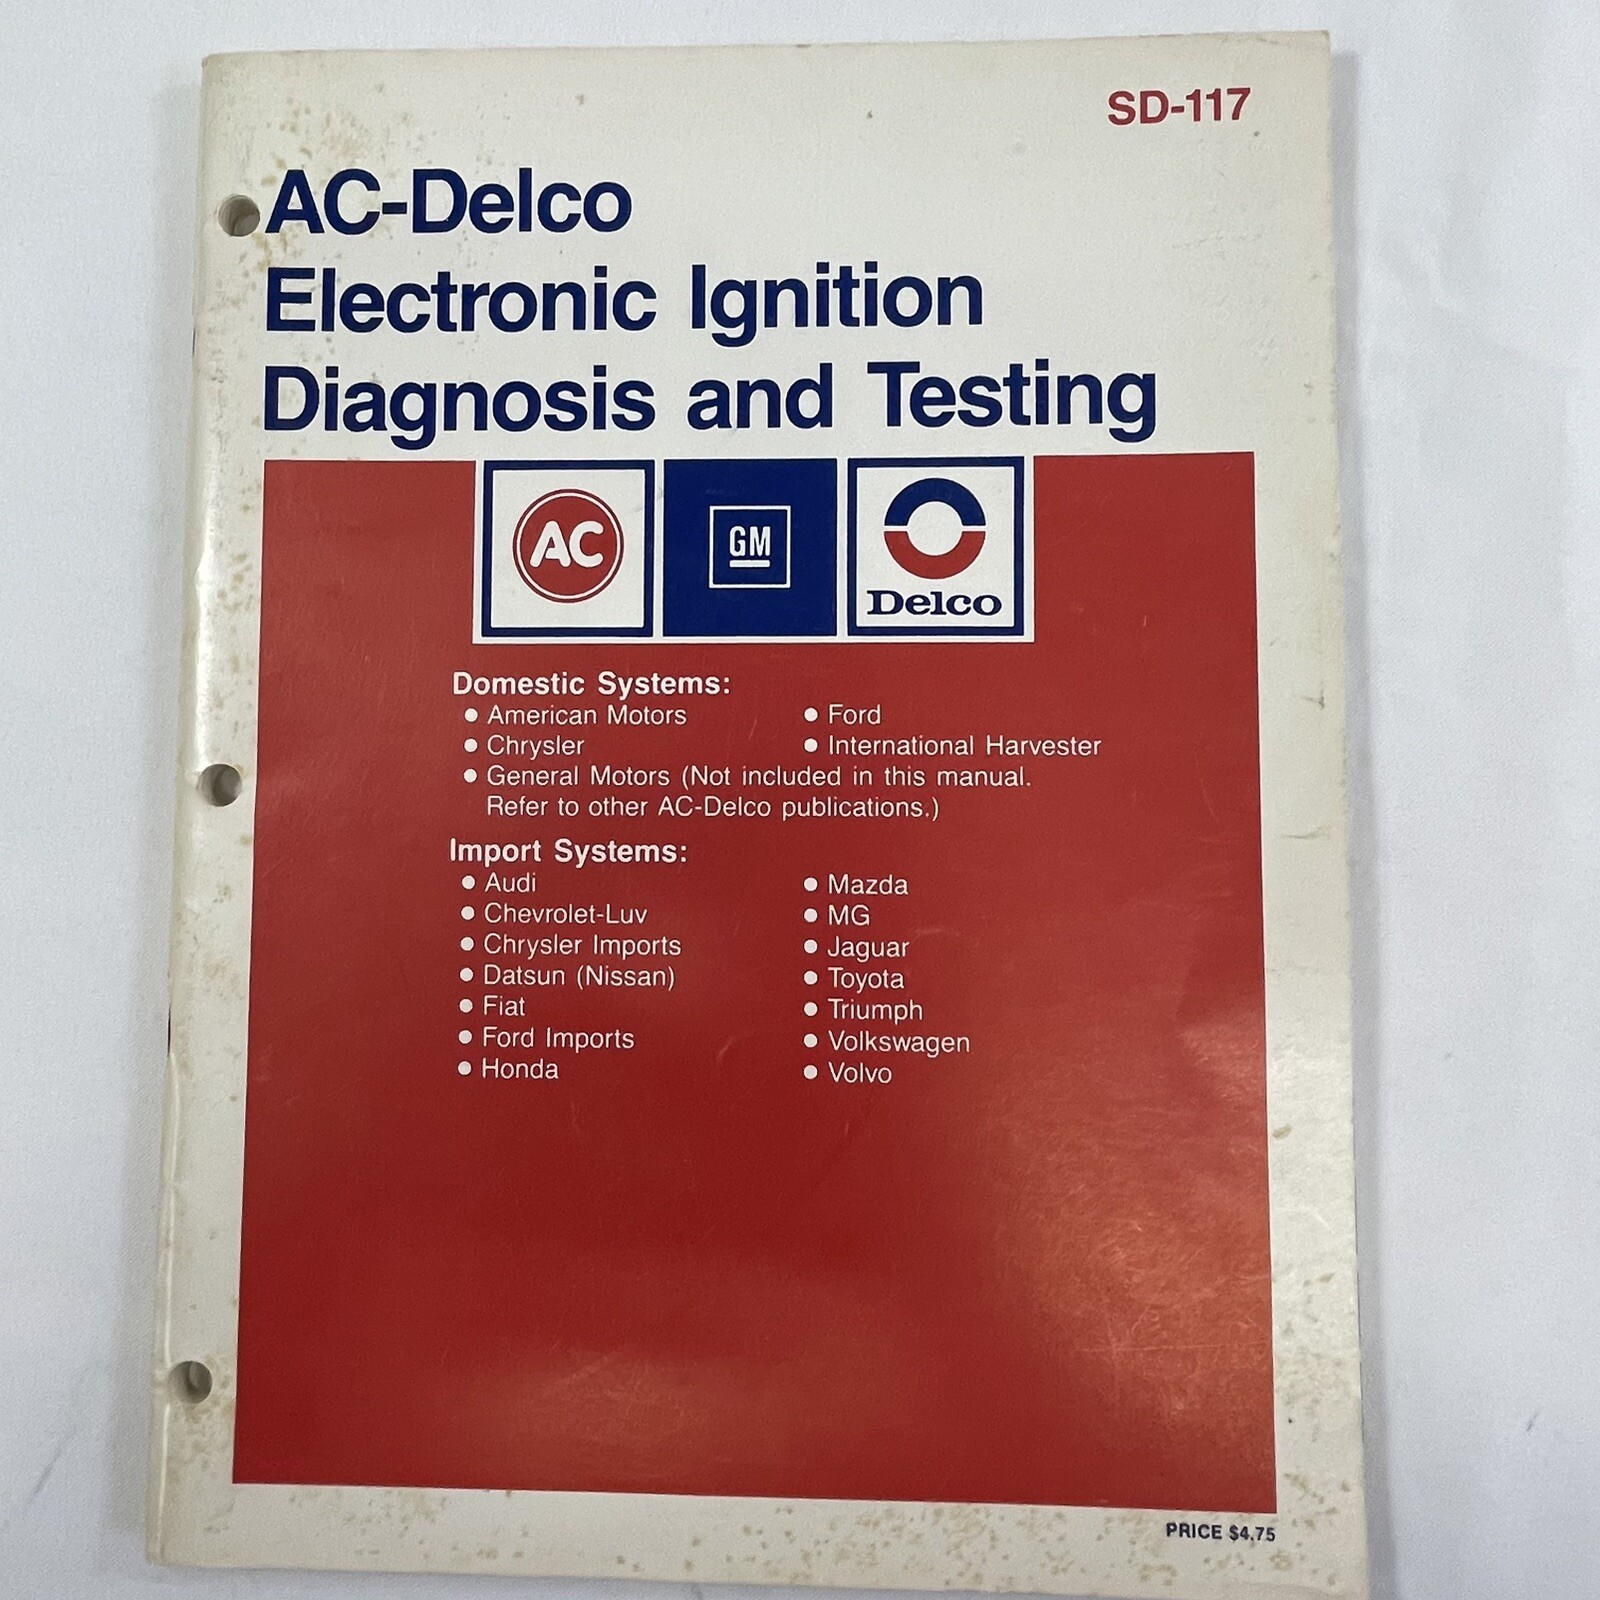 SD-117
AC-Delco
Electronic Ignition
Diagnosis and Testing
AC
GM
Delco
Domestic Systems:
● American Motors
● Chrysler
● General Motors (Not included in this manual.
Refer to other AC-Delco publications.)
● Ford
● International Harvester
Import Systems:
● Audi
● Chevrolet-Luv
● Chrysler Imports
● Datsun (Nissan)
● Fiat
● Ford Imports
● Honda
● Mazda
● MG
● Jaguar
● Toyota
● Triumph
● Volkswagen
● Volvo
PRICE $4.75